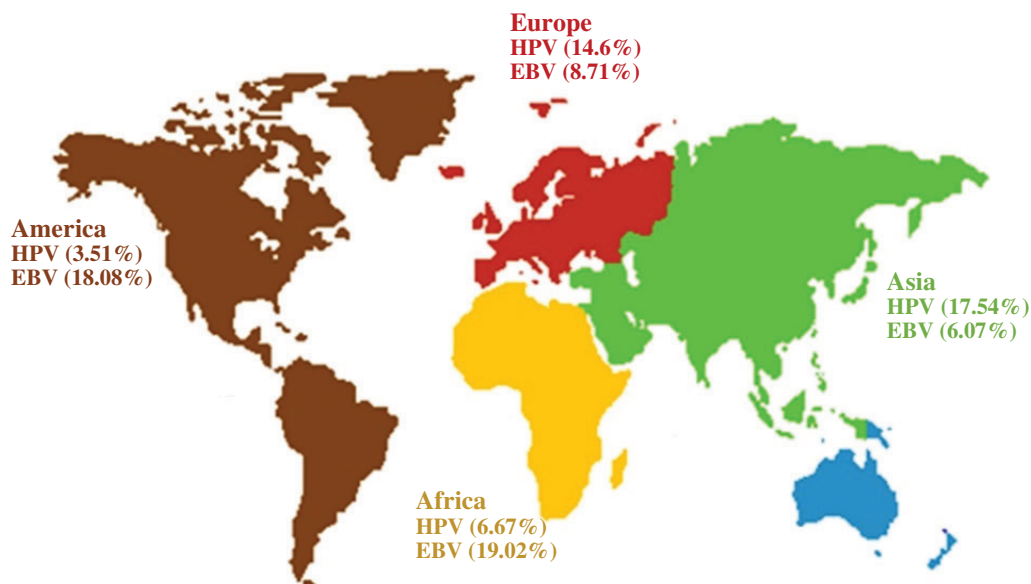 Europe
HPV (14.6%)
EBV (8.71%)
America
HPV (3.51%)
EBV (18.08%)
Asia
HPV (17.54%)
EBV (6.07%)
Africa
HPV (6.67%)
EBV (19.02%)